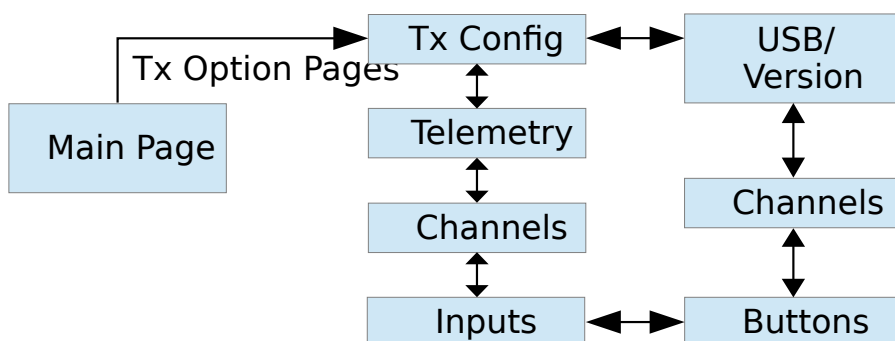 Tx Config
USB/
Version
Tx Option Pages
Main Page
Telemetry
Channels
Channels
Inputs
Buttons